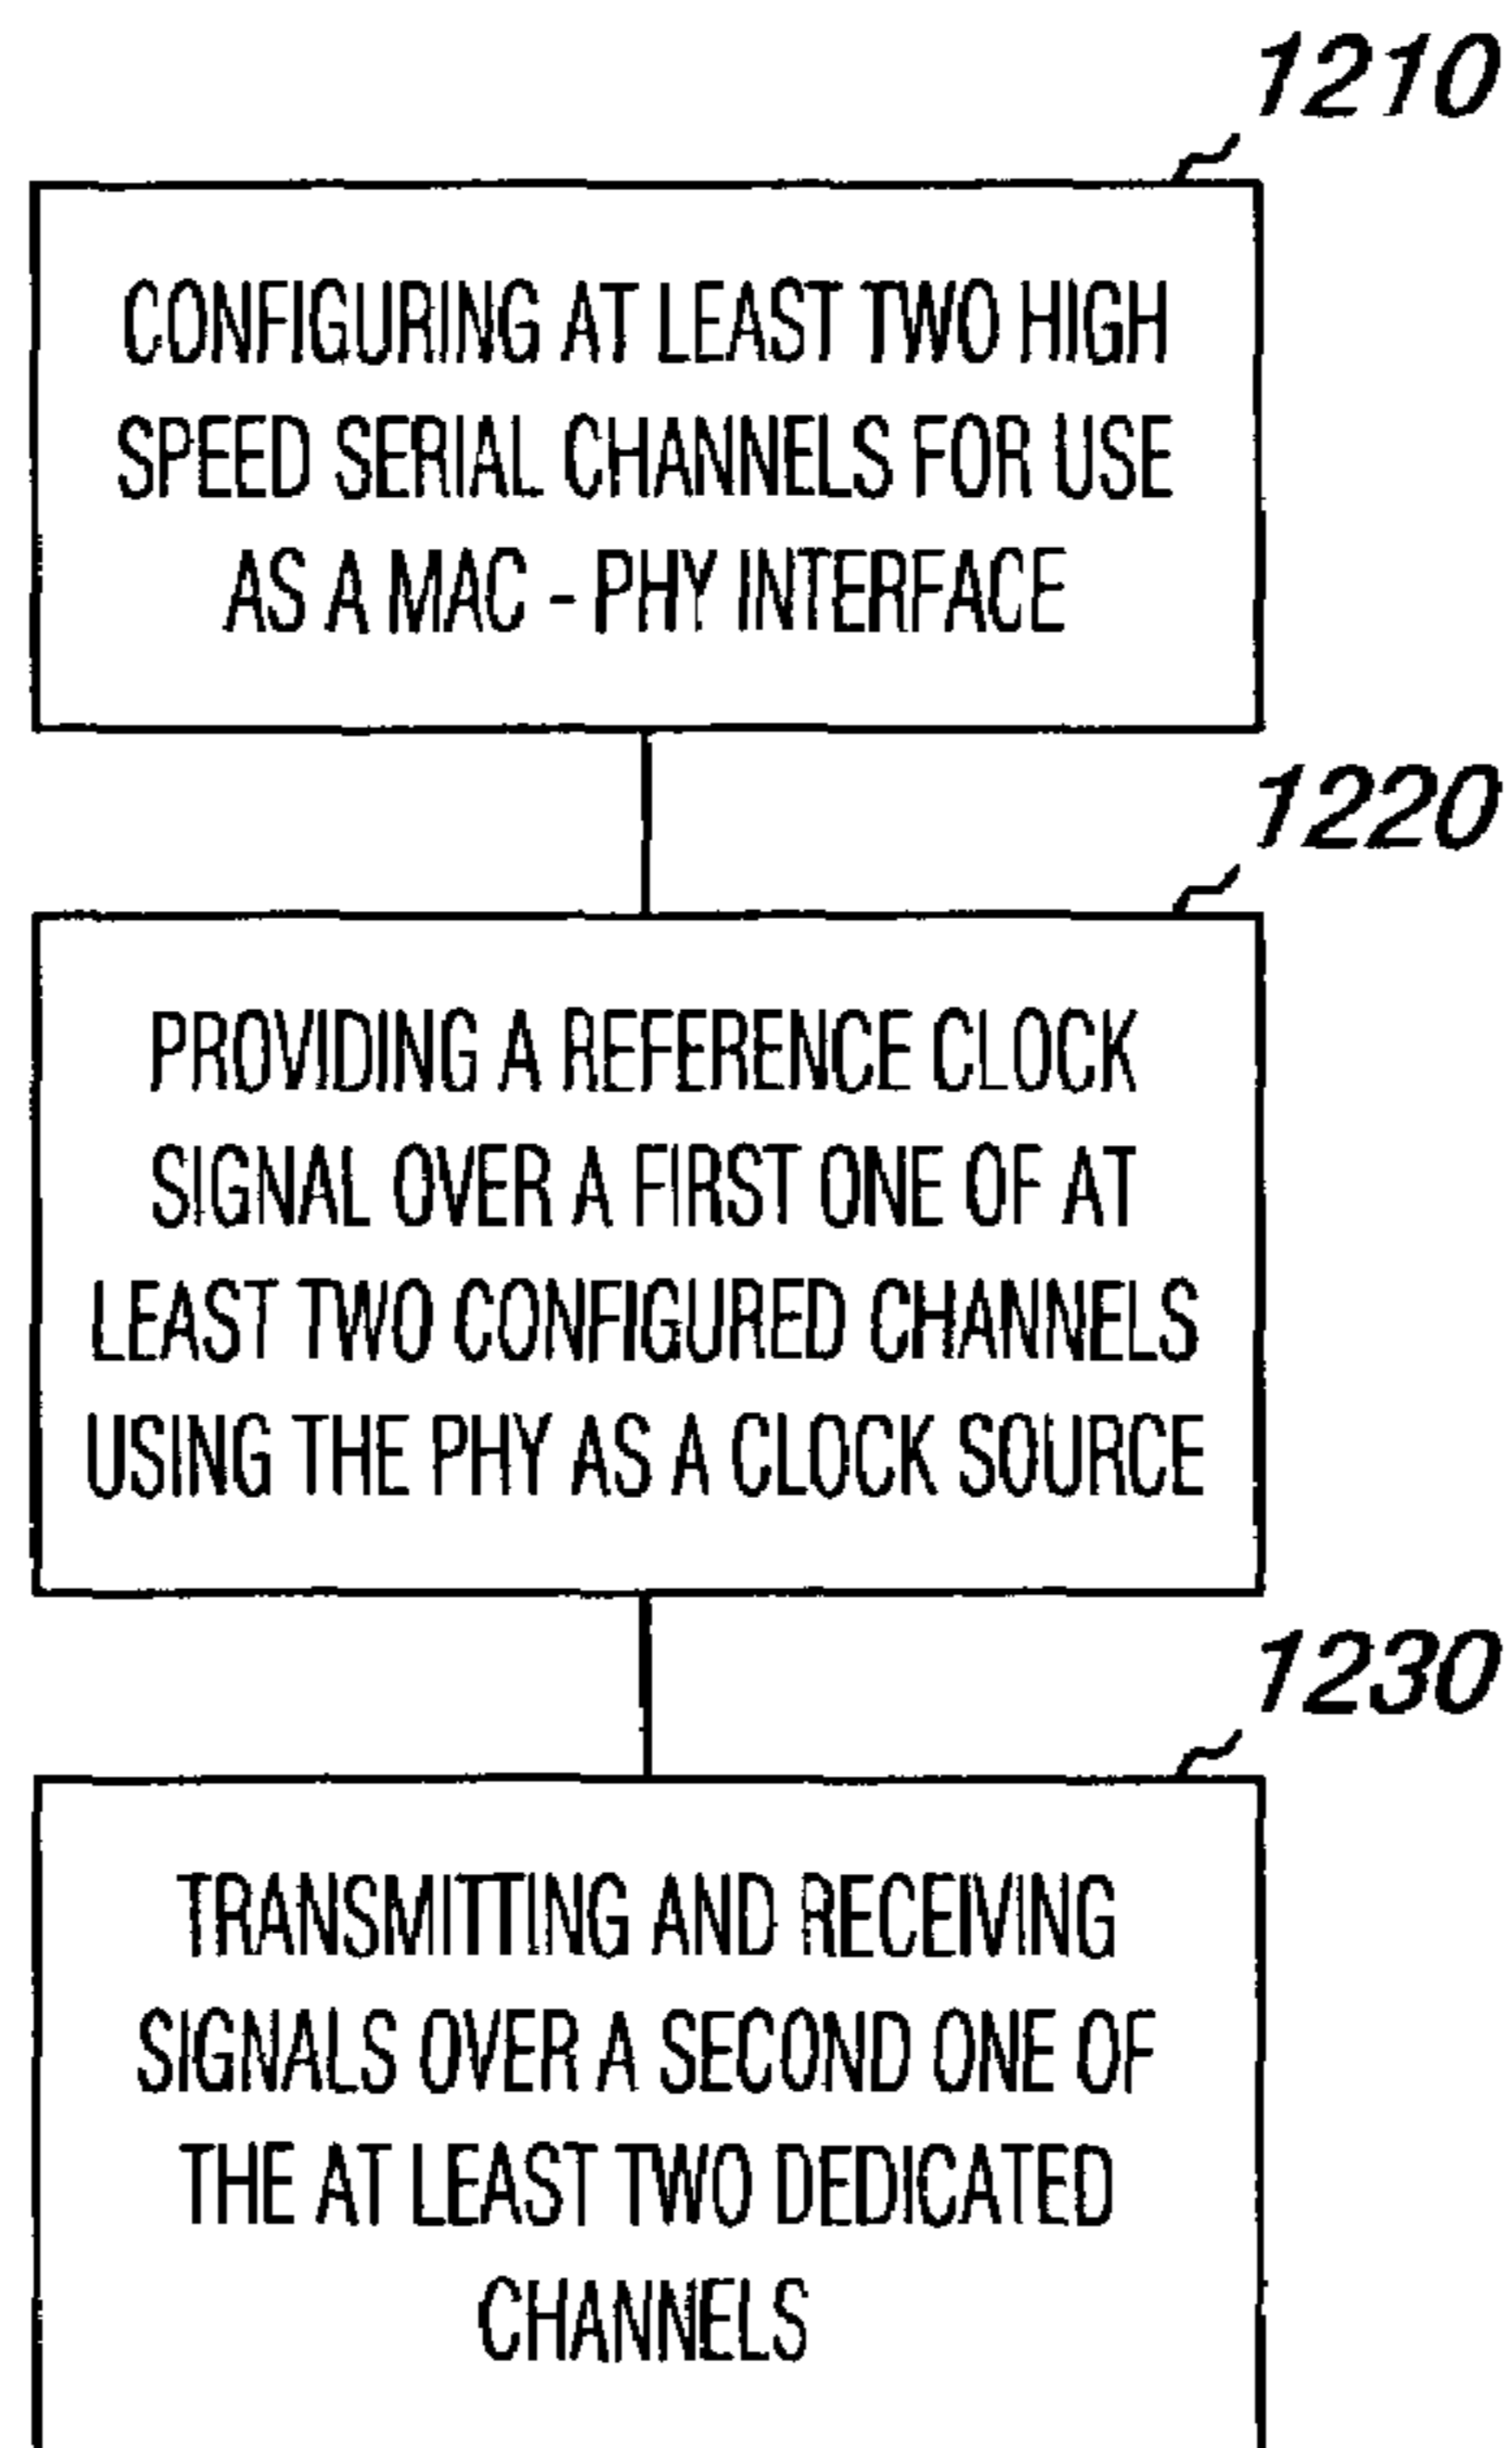 1210
CONFIGURING AT LEAST TWO HIGH
SPEED SERIAL CHANNELS FOR USE
AS A MAC - PHY INTERFACE
1220
PROVIDING A REFERENCE CLOCK
SIGNAL OVER A FIRST ONE OF AT
LEAST TWO CONFIGURED CHANNELS
USING THE PHY AS A CLOCK SOURCE
1230
TRANSMITTING AND RECEIVING
SIGNALS OVER A SECOND ONE OF
THE AT LEAST TWO DEDICATED
CHANNELS